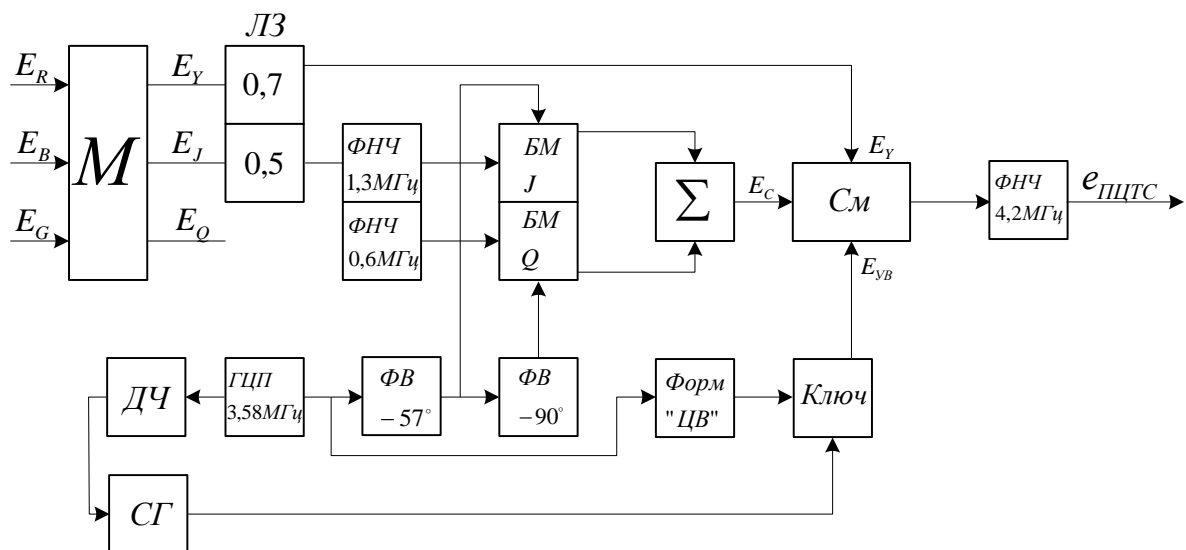 ЛЗ
E_R
E_Y
0,7
E_B
М
E_J
0,5
ФНЧ
1,3МГц
БМ
J
E_G
E_Q
ФНЧ
0,6МГц
БМ
Q
Σ
E_C
E_Y
См
E_УВ
ФНЧ
4,2МГц
e_ПЦТС
ДЧ
ГЦП
3,58МГц
ФВ
−57°
ФВ
−90°
Форм
"ЦВ"
Ключ
СГ